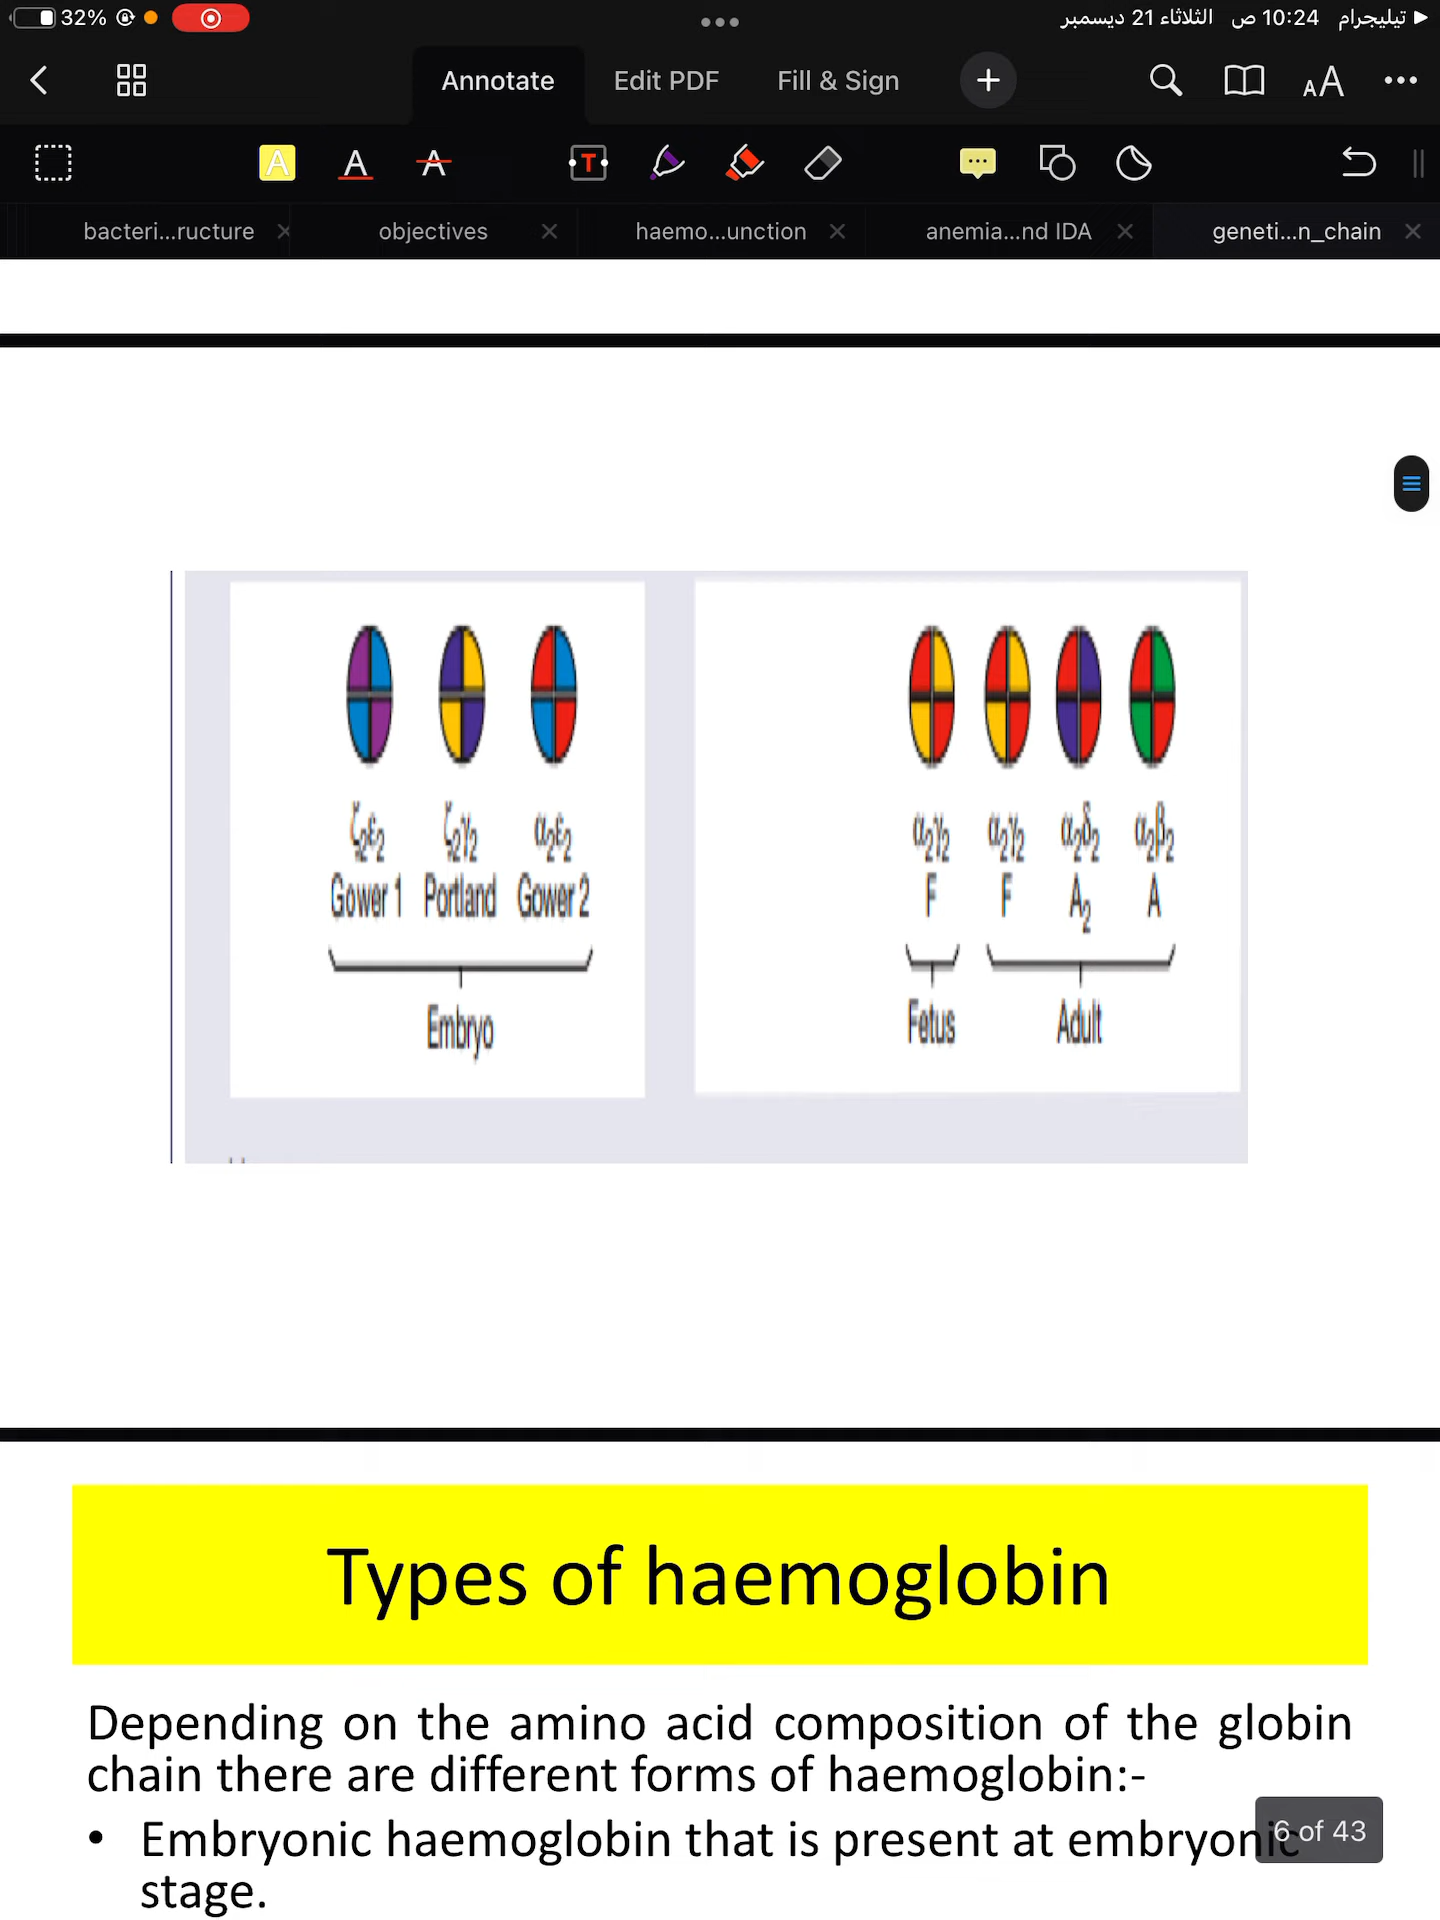 32%
الثلاثاء 21 ديسمبر 10:24 ص تيليجرام
Annotate Edit PDF Fill & Sign
bacteri...ructure objectives haemo...unction anemia...nd IDA geneti...n_chain
ζ₂ε₂ ζ₂γ₂ α₂ε₂ α₂γ₂ α₂γ₂ α₂δ₂ α₂β₂
Gower 1 Portland Gower 2 F F A₂ A
Embryo Fetus Adult
Types of haemoglobin
Depending on the amino acid composition of the globin
chain there are different forms of haemoglobin:-
• Embryonic haemoglobin that is present at embryonic
stage.
6 of 43